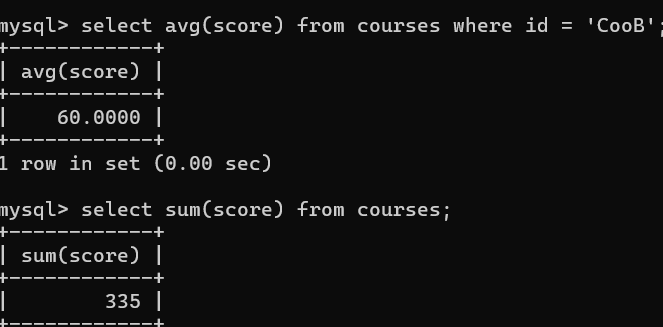 mysql> select avg(score) from courses where id = 'CooB';
+------------+
| avg(score) |
+------------+
|    60.0000 |
+------------+
1 row in set (0.00 sec)
mysql> select sum(score) from courses;
+------------+
| sum(score) |
+------------+
|        335 |
+------------+